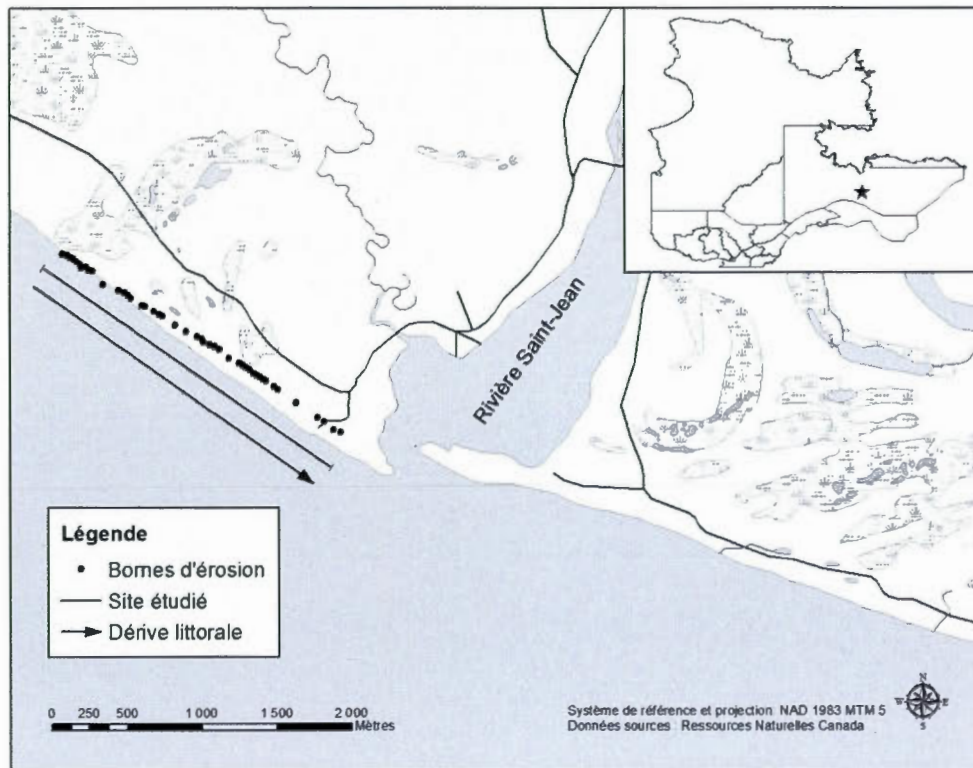 Rivière Saint-Jean
Légende
Bornes d'érosion
Site étudié
Dérive littorale
0 250 500 1 000 1 500 2 000
Mètres
Système de référence et projection: NAD 1983 MTM 5
Données sources : Ressources Naturelles Canada
N
W E
S